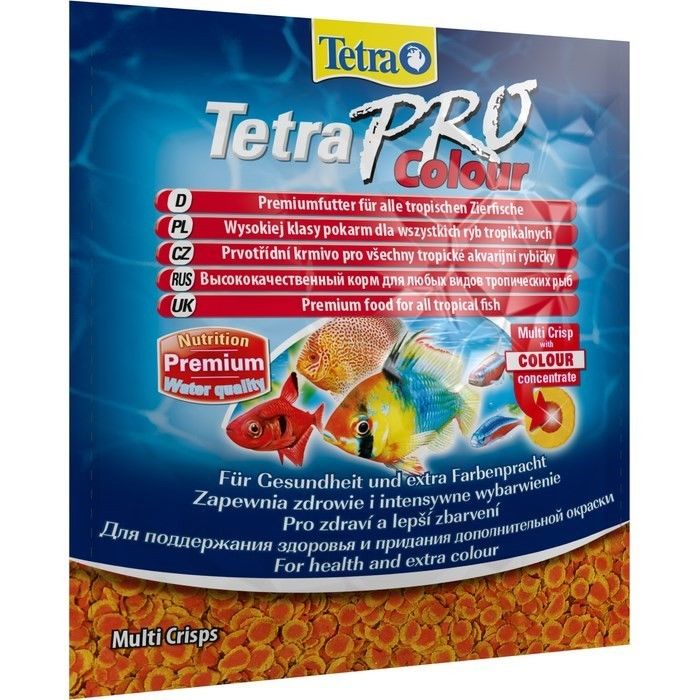 Tetra
TetraPRO
Colour
D Premiumfutter für alle tropischen Zierfische
PL Wysokiej klasy pokarm dla wszystkich ryb tropikalnych
CZ Prvotřídní krmivo pro všechny tropické akvarijní rybičky
RUS Высококачественный корм для любых видов тропических рыб
UK Premium food for all tropical fish
Nutrition
Premium
Water quality
Multi Crisp
with
COLOUR
concentrate
Für Gesundheit und extra Farbenpracht
Zapewnia zdrowie i intensywne wybarwienie
Pro zdraví a lepší zbarvení
Для поддержания здоровья и придания дополнительной окраски
For health and extra colour
Multi Crisps